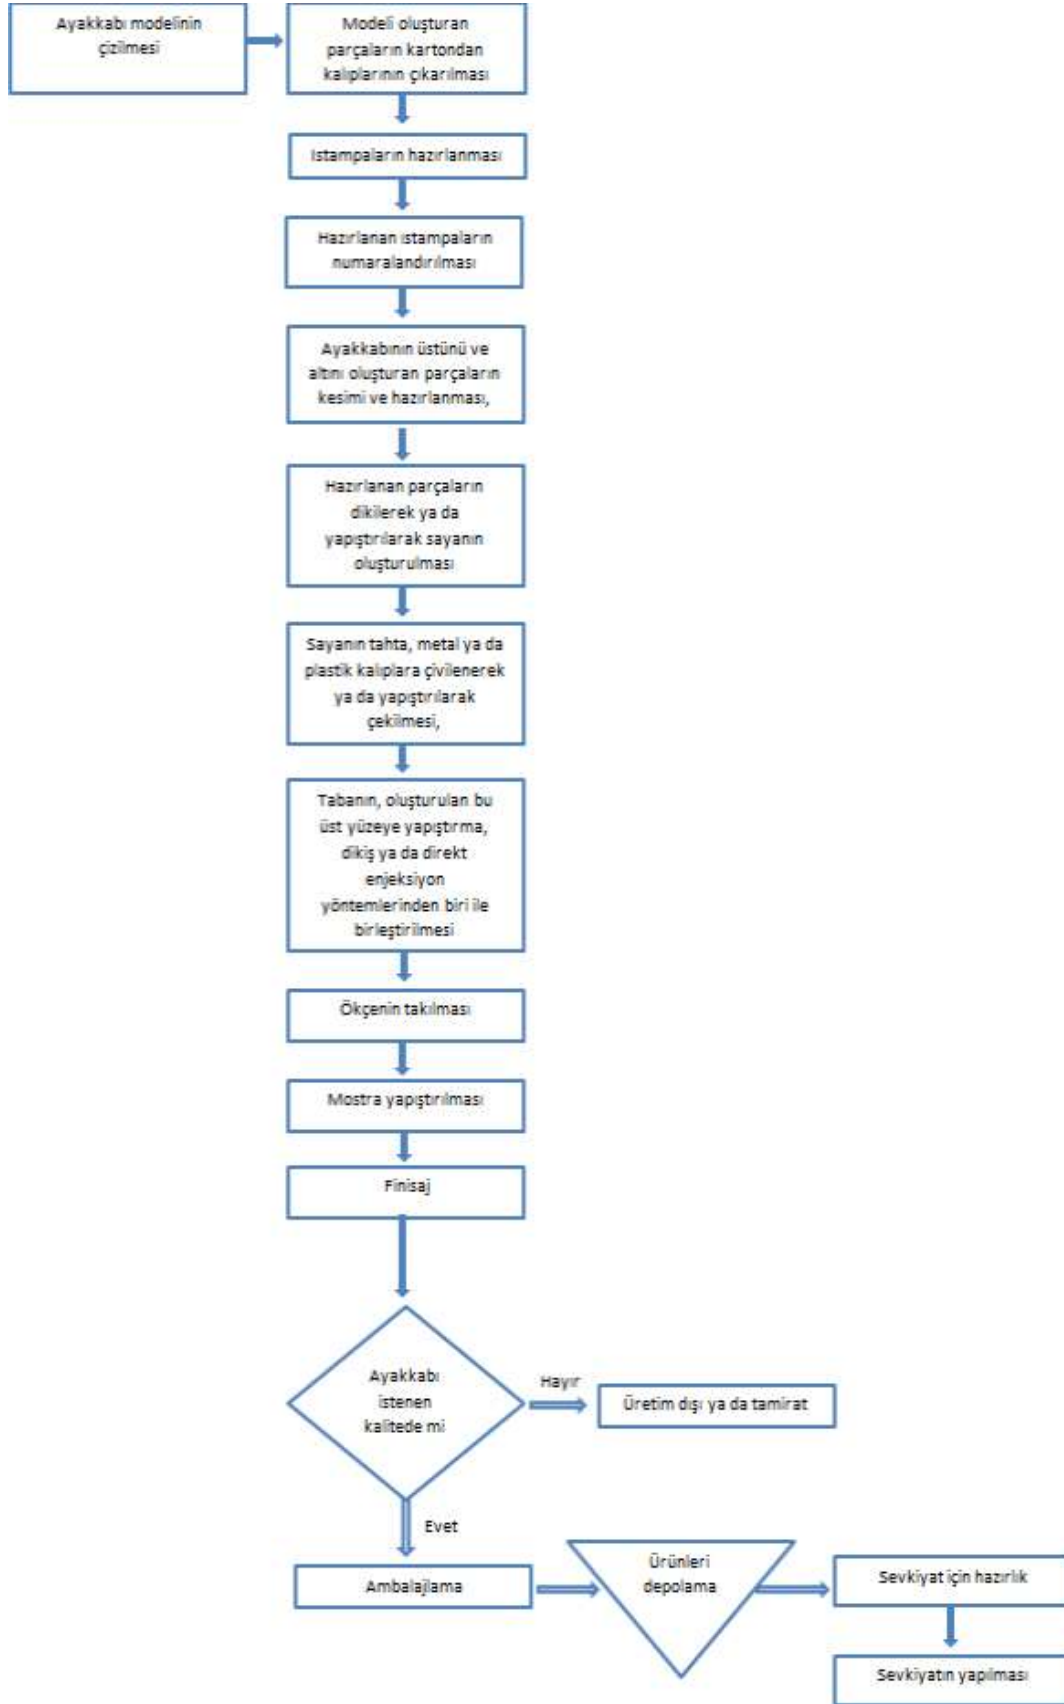 Ayakkabı modelinin
çizilmesi
Modeli oluşturan
parçaların kartondan
kalıplarının çıkarılması
Istampaların hazırlanması
Hazırlanan ıstampaların
numaralandırılması
Ayakkabının üstünü ve
altını oluşturan parçaların
kesimi ve hazırlanması,
Hazırlanan parçaların
dikilerek ya da
yapıştırılarak sayanın
oluşturulması
Sayanın tahta, metal ya da
plastik kalıplara çivilenerek
ya da yapıştırılarak
çekilmesi,
Tabanın, oluşturulan bu
üst yüzeye yapıştırma,
dikiş ya da direkt
enjeksiyon
yöntemlerinden biri ile
birleştirilmesi
Ökçenin takılması
Mostra yapıştırılması
Finisaj
Ayakkabı
istenen
kalitede mi
Hayır
Üretim dışı ya da tamirat
Evet
Ambalajlama
Ürünleri
depolama
Sevkiyat için hazırlık
Sevkiyatın yapılması